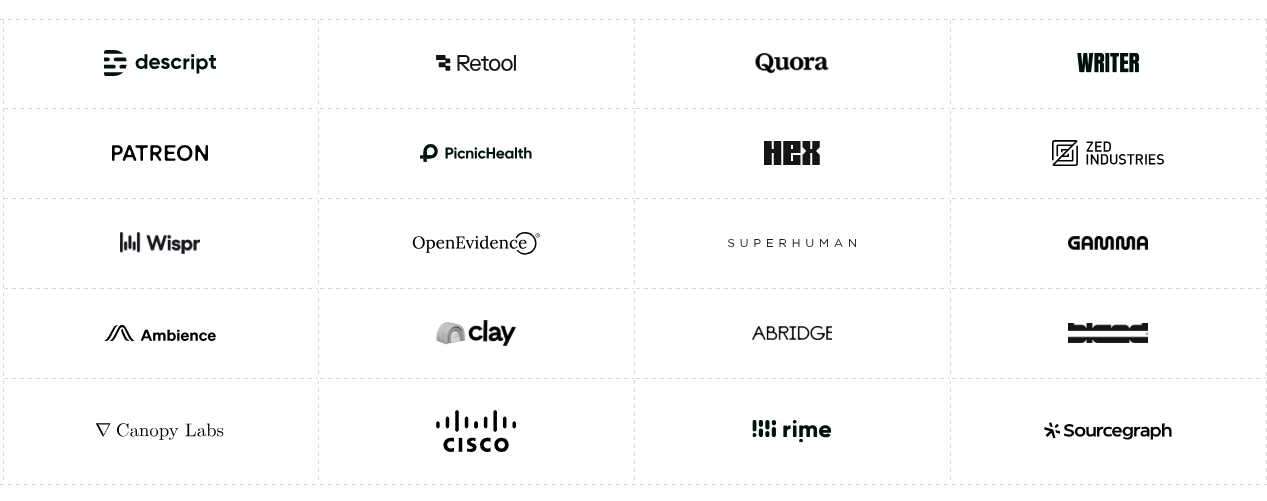 descript
Retool
Quora
WRITER
PATREON
PicnicHealth
HEX
ZED
INDUSTRIES
Wispr
OpenEvidence®
SUPERHUMAN
GAMMA
Ambience
clay
ABRIDGE
Canopy Labs
CISCO
rime
Sourcegraph